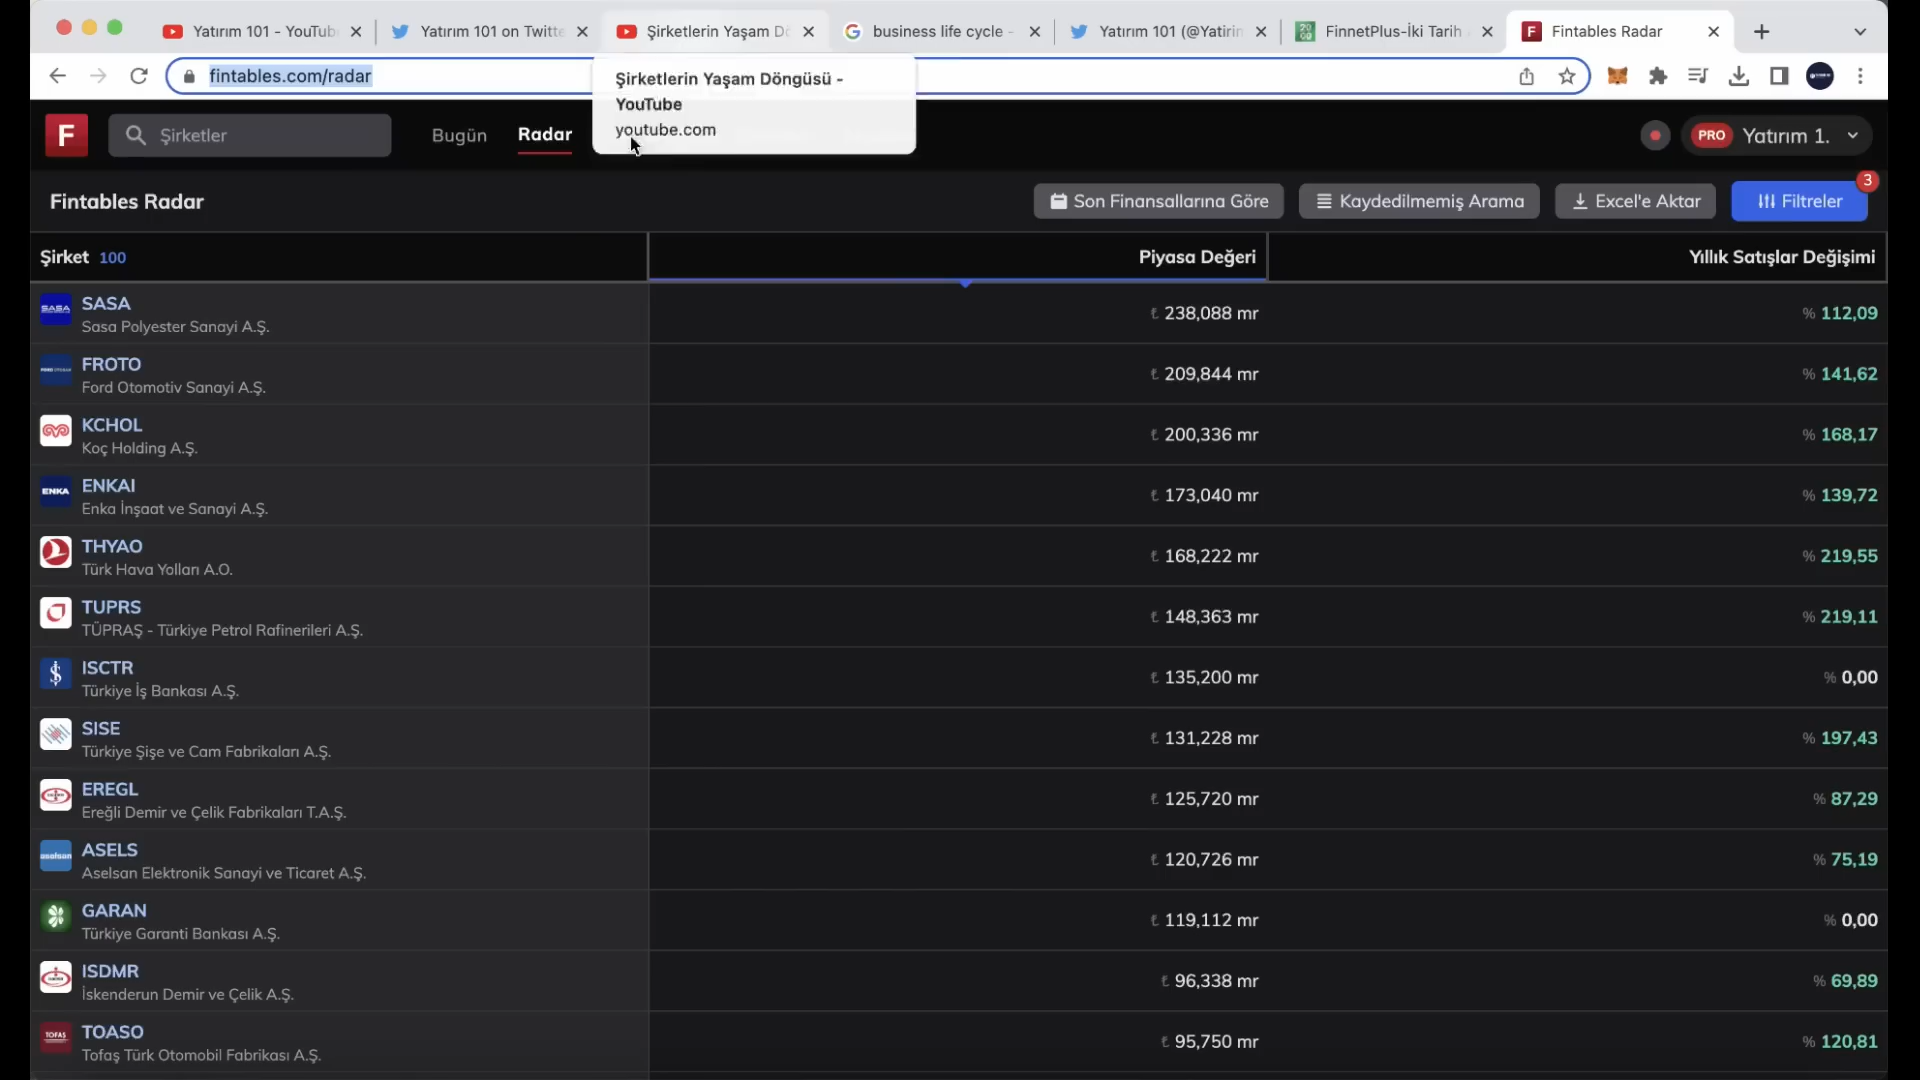 Yatırım 101 - YouTub
Yatırım 101 on Twitte
Şirketlerin Yaşam Dö
business life cycle -
Yatırım 101 (@Yatirin
FinnetPlus-İki Tarih
Fintables Radar
fintables.com/radar
Şirketlerin Yaşam Döngüsü -
YouTube
youtube.com
F
Şirketler
Bugün
Radar
PRO
Yatırım 1.
Fintables Radar
Son Finansallarına Göre
Kaydedilmemiş Arama
Excel'e Aktar
Filtreler
3
Şirket 100
Piyasa Değeri
Yıllık Satışlar Değişimi
SASA
Sasa Polyester Sanayi A.Ş.
₺ 238,088 mr
% 112,09
FROTO
Ford Otomotiv Sanayi A.Ş.
₺ 209,844 mr
% 141,62
KCHOL
Koç Holding A.Ş.
₺ 200,336 mr
% 168,17
ENKA
ENKAI
Enka İnşaat ve Sanayi A.Ş.
₺ 173,040 mr
% 139,72
THYAO
Türk Hava Yolları A.O.
₺ 168,222 mr
% 219,55
TUPRS
TÜPRAŞ - Türkiye Petrol Rafinerileri A.Ş.
₺ 148,363 mr
% 219,11
ISCTR
Türkiye İş Bankası A.Ş.
₺ 135,200 mr
% 0,00
SISE
Türkiye Şişe ve Cam Fabrikaları A.Ş.
₺ 131,228 mr
% 197,43
EREGL
Ereğli Demir ve Çelik Fabrikaları T.A.Ş.
₺ 125,720 mr
% 87,29
aselsan
ASELS
Aselsan Elektronik Sanayi ve Ticaret A.Ş.
₺ 120,726 mr
% 75,19
GARAN
Türkiye Garanti Bankası A.Ş.
₺ 119,112 mr
% 0,00
ISDMR
İskenderun Demir ve Çelik A.Ş.
₺ 96,338 mr
% 69,89
TOFAŞ
TOASO
Tofaş Türk Otomobil Fabrikası A.Ş.
₺ 95,750 mr
% 120,81